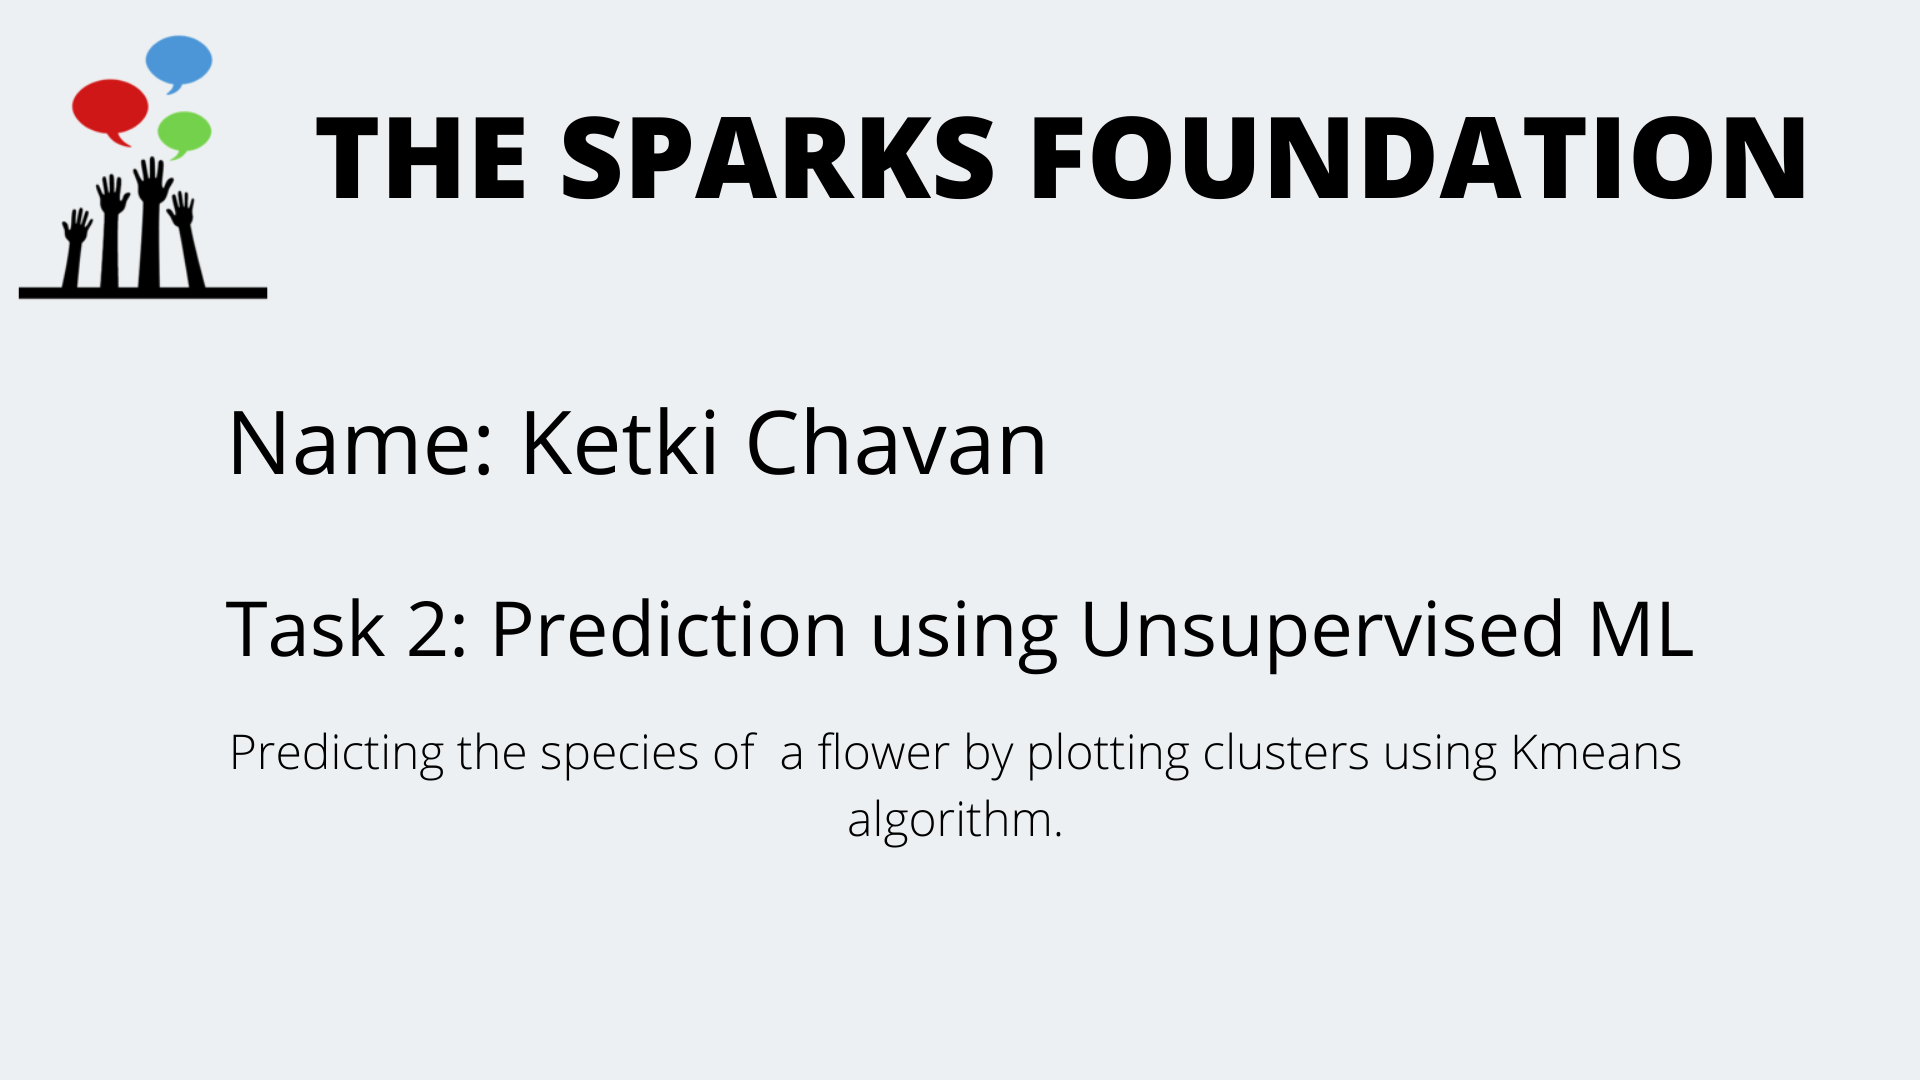 THE SPARKS FOUNDATION
Name: Ketki Chavan
Task 2: Prediction using Unsupervised ML
Predicting the species of  a flower by plotting clusters using Kmeans
algorithm.